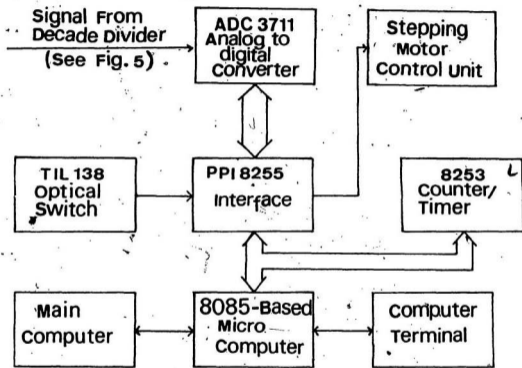 Signal From
Decade Divider
(See Fig. 5)
ADC 3711
Analog to
digital
Converter
Stepping
Motor
Control Unit
TIL 138
Optical
Switch
PPI 8255
Interface
8253
Counter/
Timer
Main
Computer
8085-Based
Micro
Computer
Computer
Terminal